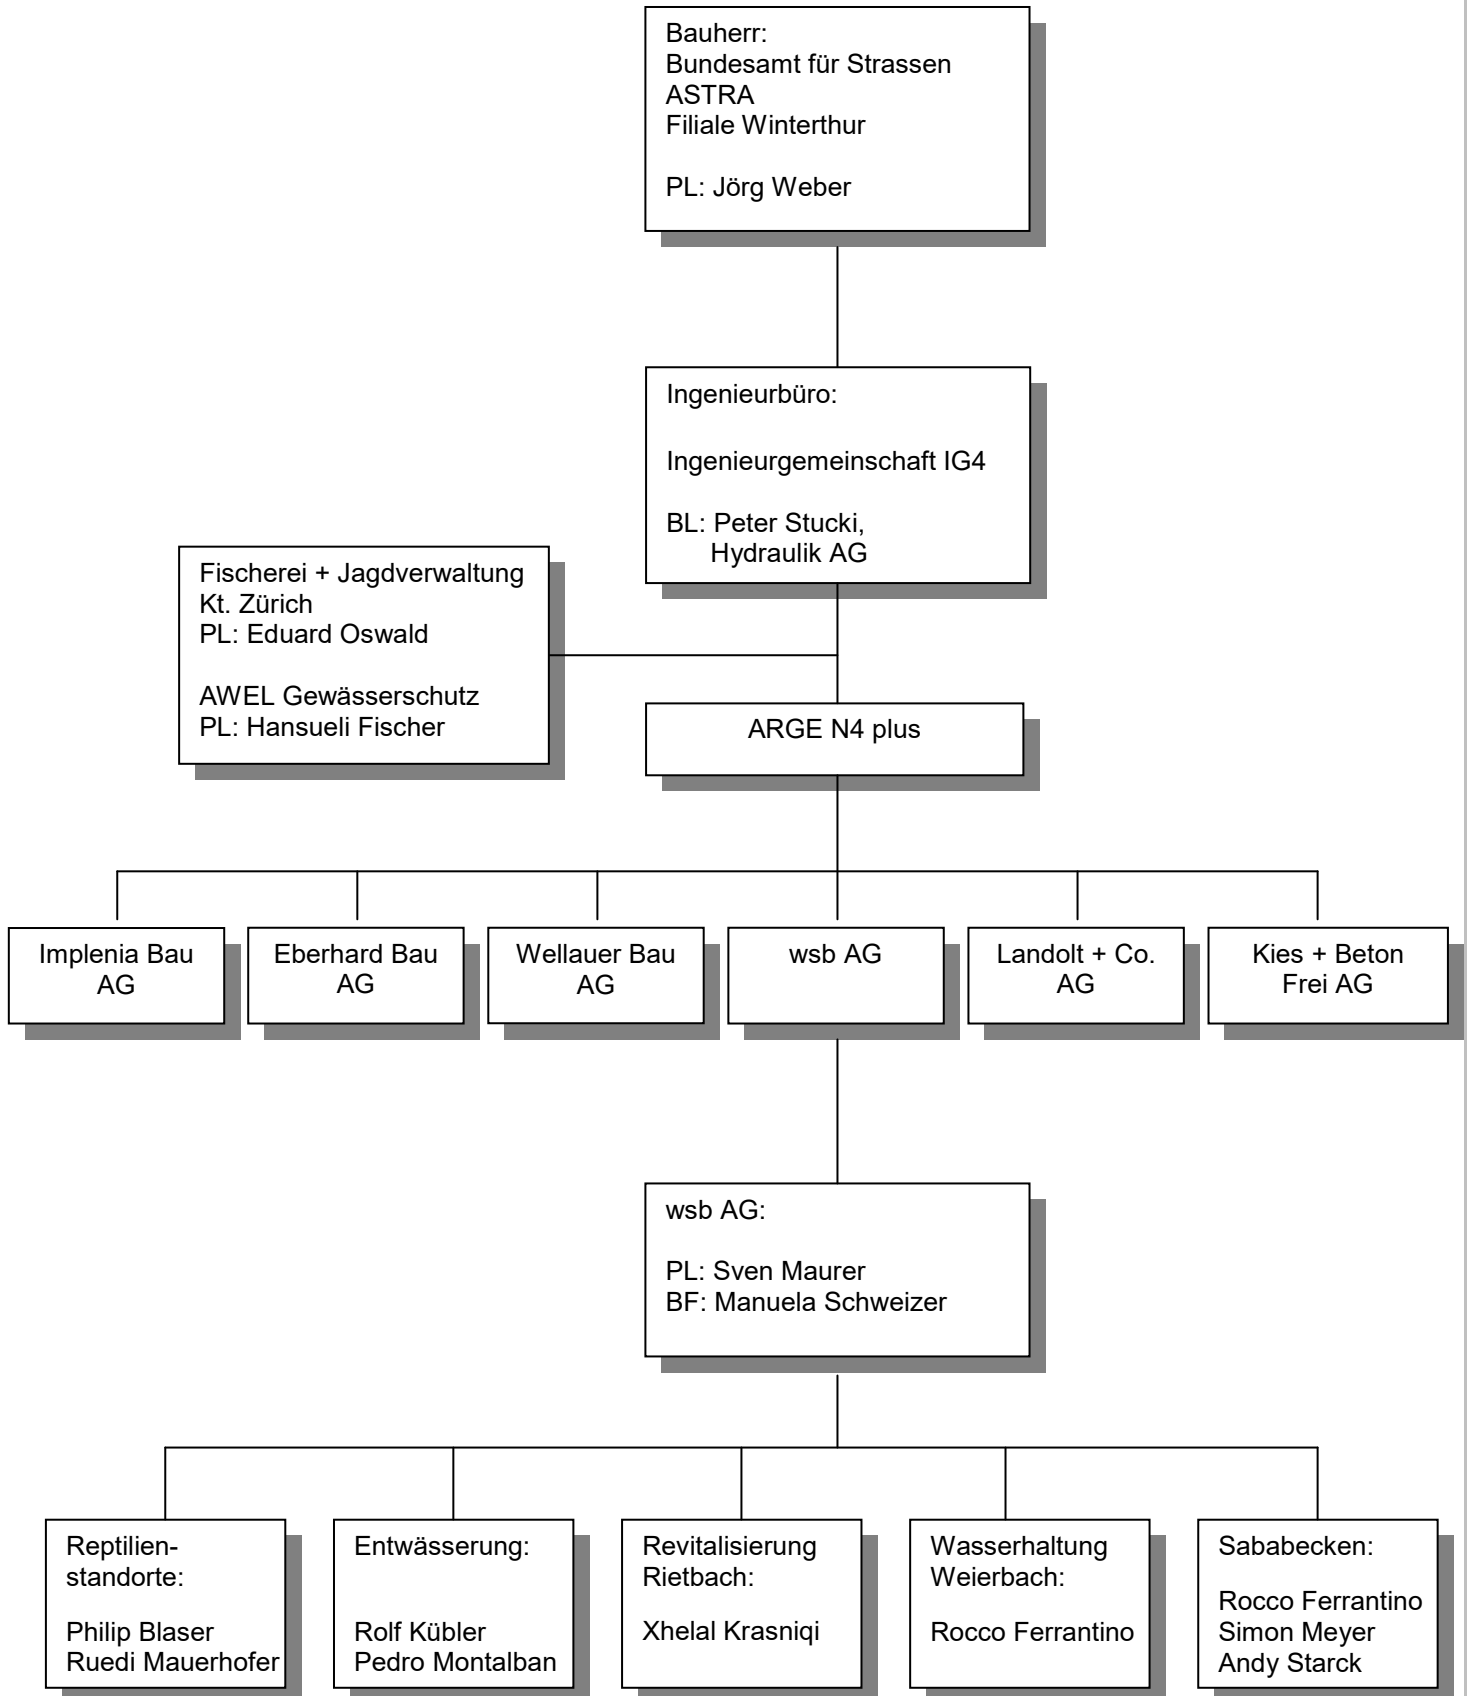 Bauherr:
Bundesamt für Strassen
ASTRA
Filiale Winterthur
PL: Jörg Weber
Ingenieurbüro:
Ingenieurgemeinschaft IG4
BL: Peter Stucki,
Hydraulik AG
Fischerei + Jagdverwaltung
Kt. Zürich
PL: Eduard Oswald
AWEL Gewässerschutz
PL: Hansueli Fischer
ARGE N4 plus
Implenia Bau
AG
Eberhard Bau
AG
Wellauer Bau
AG
wsb AG
Landolt + Co.
AG
Kies + Beton
Frei AG
wsb AG:
PL: Sven Maurer
BF: Manuela Schweizer
Reptilien-
standorte:
Philip Blaser
Ruedi Mauerhofer
Entwässerung:
Rolf Kübler
Pedro Montalban
Revitalisierung
Rietbach:
Xhelal Krasniqi
Wasserhaltung
Weierbach:
Rocco Ferrantino
Sababecken:
Rocco Ferrantino
Simon Meyer
Andy Starck